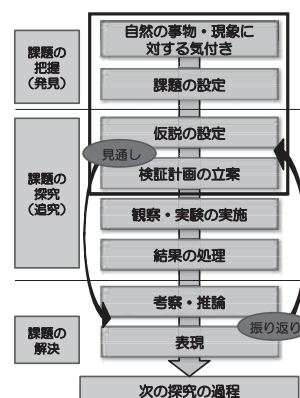 課題の
把握
（発見）
自然の事物・現象に
対する気付き
課題の設定
課題の
探究
（追究）
仮説の設定
見通し
検証計画の立案
観察・実験の実施
結果の処理
課題の
解決
考察・推論
振り返り
表現
次の探究の過程